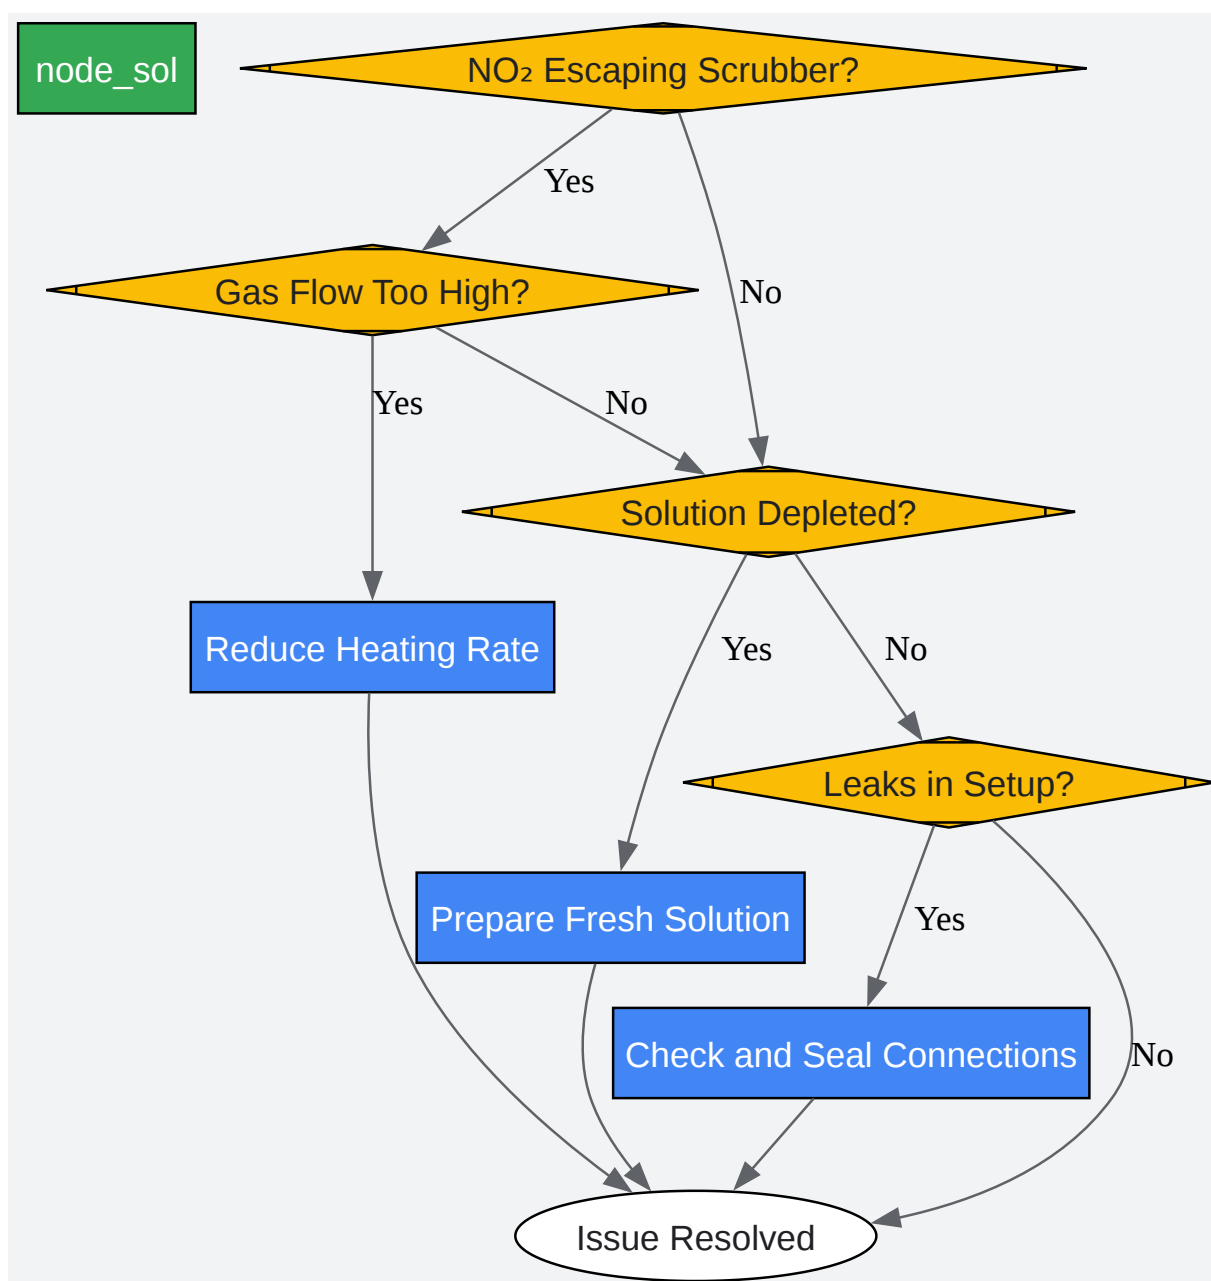 node_sol
NO₂ Escaping Scrubber?
Yes
Gas Flow Too High?
No
Yes
No
Solution Depleted?
Reduce Heating Rate
Yes
No
Leaks in Setup?
Prepare Fresh Solution
Yes
Check and Seal Connections
No
Issue Resolved